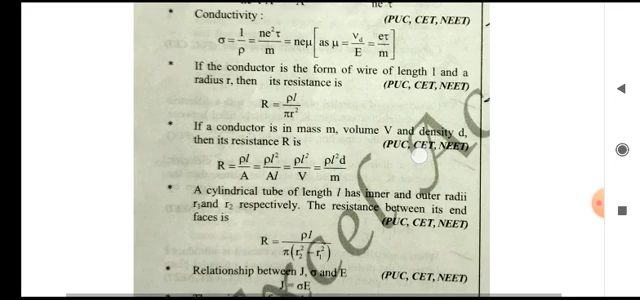 ne²τ
* Conductivity : (PUC, CET, NEET)
σ = 1/ρ = ne²τ/m = neμ [as μ = V_d/E = eτ/m]
* If the conductor is the form of wire of length l and a
radius r, then its resistance is (PUC, CET, NEET)
R = ρl/πr²
* If a conductor is in mass m, volume V and density d,
then its resistance R is (PUC, CET, NEET)
R = ρl/A = ρl²/Al = ρl²/V = ρl²d/m
* A cylindrical tube of length l has inner and outer radii
r₁and r₂ respectively. The resistance between its end
faces is (PUC, CET, NEET)
R = ρl/π(r₂² − r₁²)
* Relationship between J, σ and E (PUC, CET, NEET)
J = σE
xcel Ac